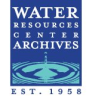 WATER
RESOURCES
CENTER
ARCHIVES
EST. 1958